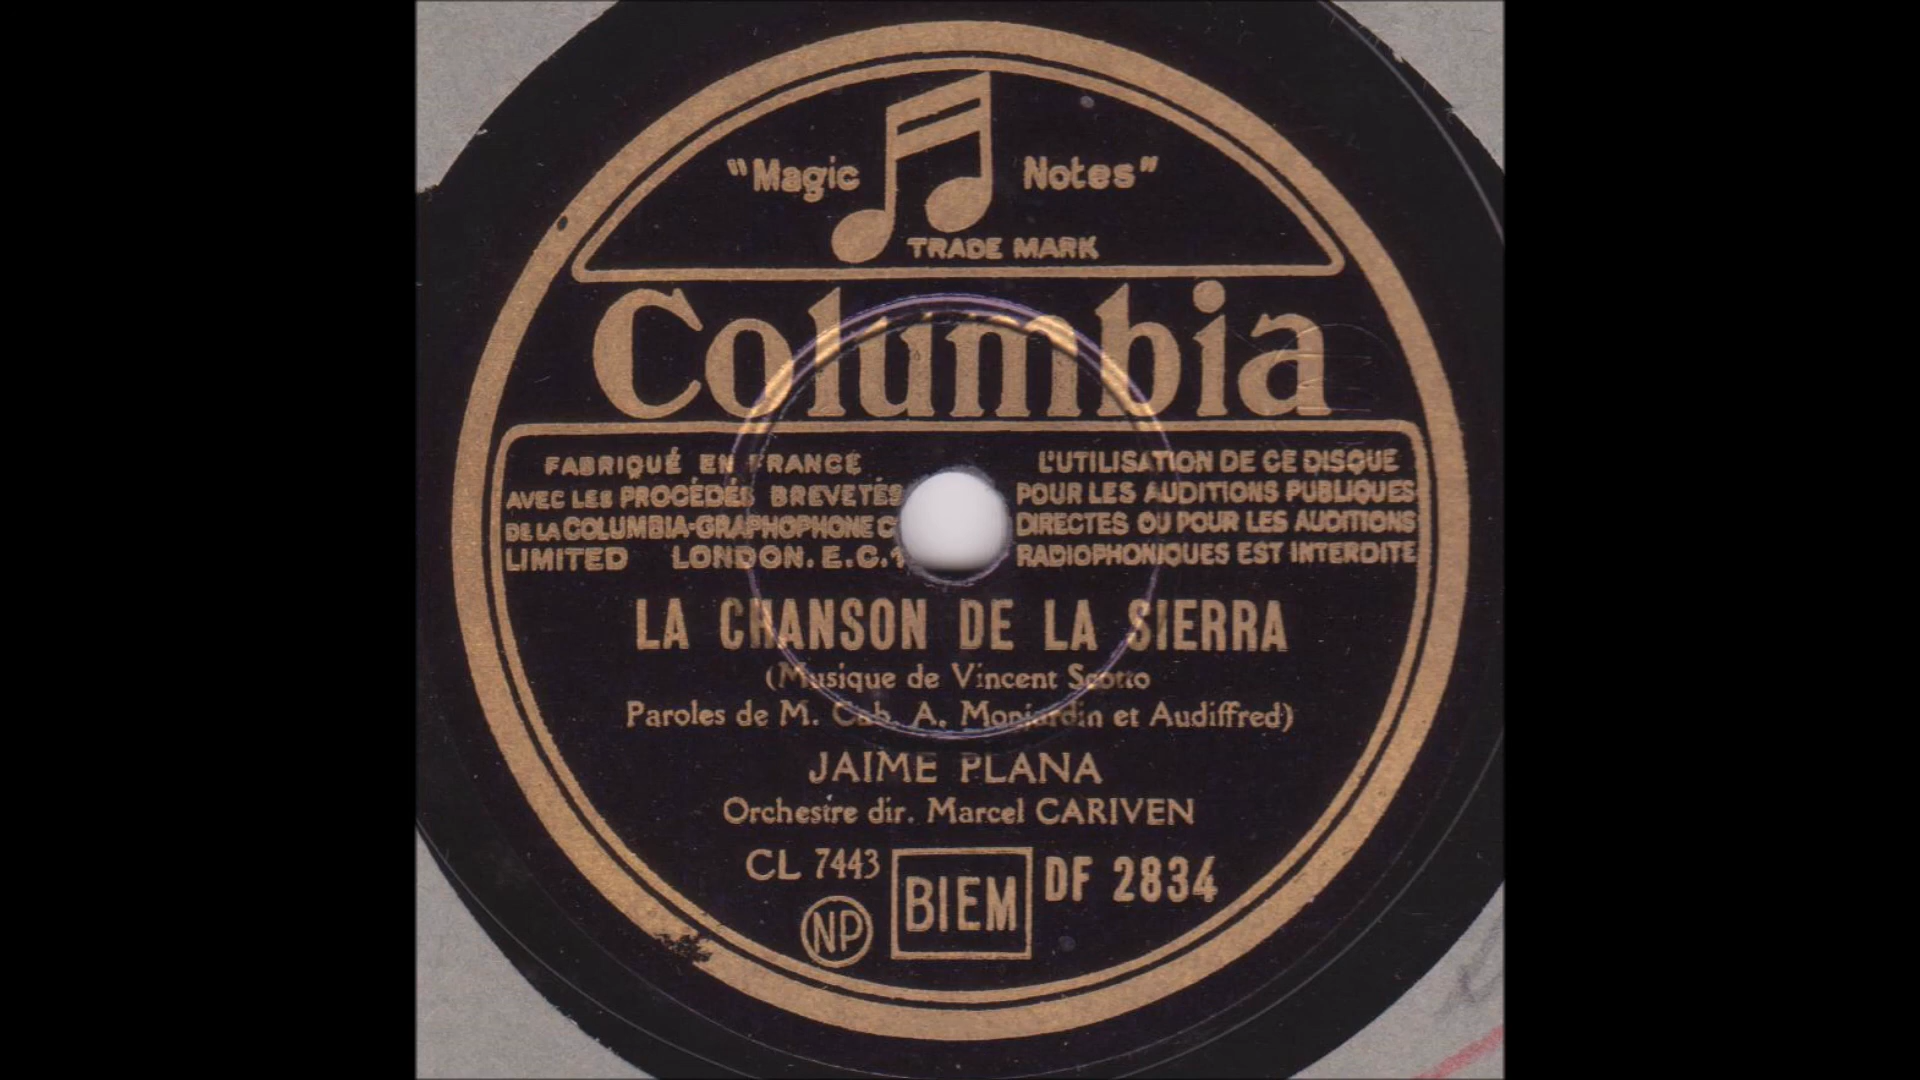 "Magic Notes"
TRADE MARK
Columbia
FABRIQUÉ EN FRANCE
AVEC LES PROCÉDÉS BREVETÉS
DE LA COLUMBIA-GRAPHOPHONE C
LIMITED LONDON. E.C.1
L'UTILISATION DE CE DISQUE
POUR LES AUDITIONS PUBLIQUES
DIRECTES OU POUR LES AUDITIONS
RADIOPHONIQUES EST INTERDITE
LA CHANSON DE LA SIERRA
(Musique de Vincent Scotto
Paroles de M. Cab, A. Monjardin et Audiffred)
JAIME PLANA
Orchestre dir. Marcel CARIVEN
CL 7443
NP
BIEM
DF 2834